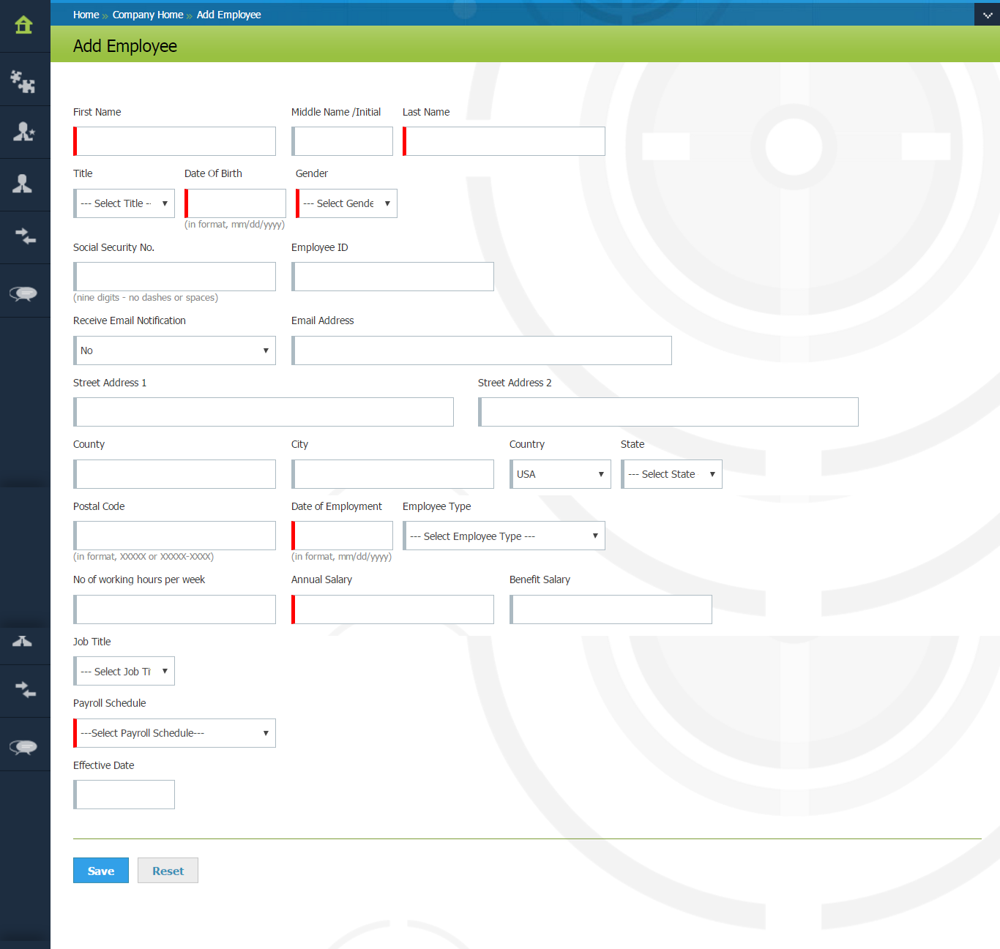 Home » Company Home » Add Employee
Add Employee
First Name Middle Name /Initial Last Name
Title Date Of Birth Gender
--- Select Title -- --- Select Gende
(in format, mm/dd/yyyy)
Social Security No. Employee ID
(nine digits - no dashes or spaces)
Receive Email Notification Email Address
No
Street Address 1 Street Address 2
County City Country State
USA --- Select State
Postal Code Date of Employment Employee Type
--- Select Employee Type ---
(in format, XXXXX or XXXXX-XXXX) (in format, mm/dd/yyyy)
No of working hours per week Annual Salary Benefit Salary
Job Title
--- Select Job Ti
Payroll Schedule
---Select Payroll Schedule---
Effective Date
Save Reset